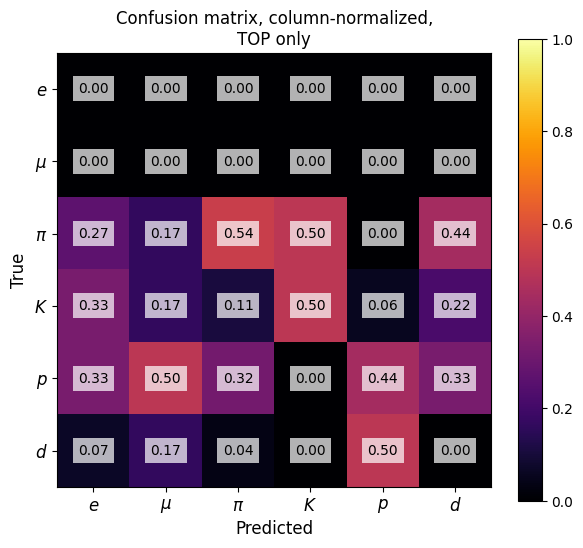 Confusion matrix, column-normalized,
TOP only
e 0.00 0.00 0.00 0.00 0.00 0.00
μ 0.00 0.00 0.00 0.00 0.00 0.00
π 0.27 0.17 0.54 0.50 0.00 0.44
K 0.33 0.17 0.11 0.50 0.06 0.22
p 0.33 0.50 0.32 0.00 0.44 0.33
d 0.07 0.17 0.04 0.00 0.50 0.00
e μ π K p d
Predicted
True
1.0
0.8
0.6
0.4
0.2
0.0